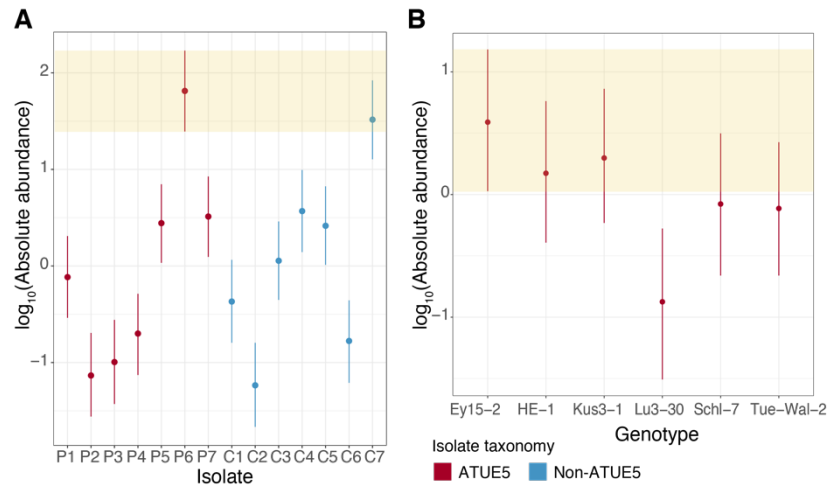 A
log10(Absolute abundance)
2
1
0
−1
P1 P2 P3 P4 P5 P6 P7 C1 C2 C3 C4 C5 C6 C7
Isolate
B
log10(Absolute abundance)
1
0
−1
Ey15−2 HE−1 Kus3−1 Lu3−30 Schl−7 Tue−Wal−2
Genotype
Isolate taxonomy
ATUE5 Non−ATUE5